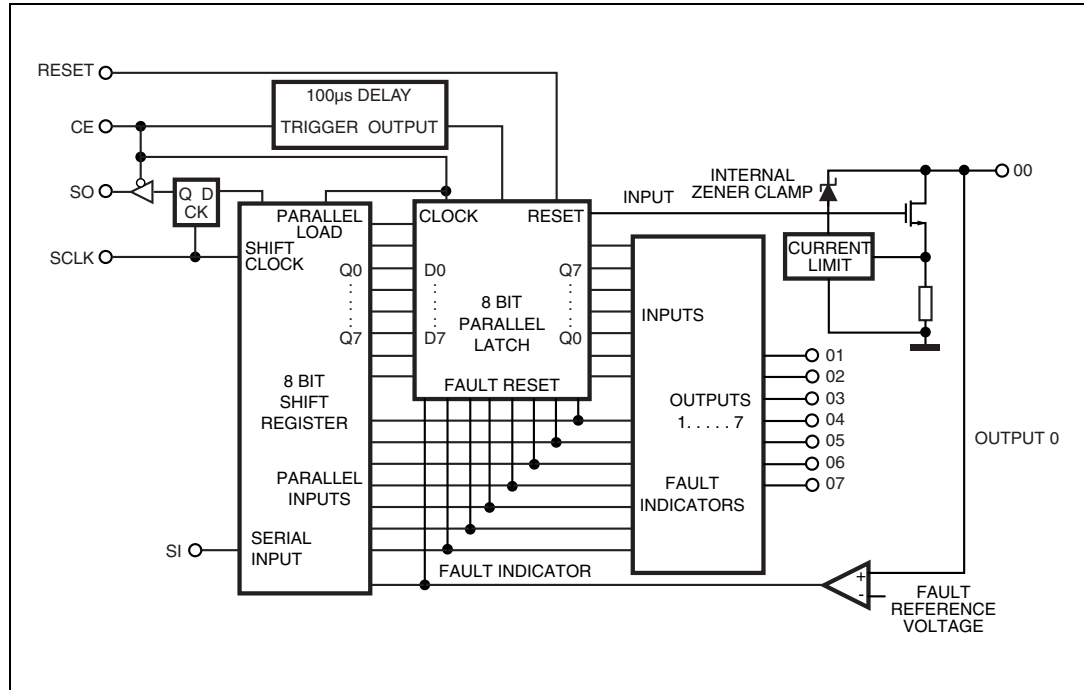 RESET
100µs DELAY
TRIGGER OUTPUT
CE
SO
Q D
CK
SCLK
PARALLEL
LOAD
SHIFT
CLOCK
Q0
Q7
8 BIT
SHIFT
REGISTER
PARALLEL
INPUTS
SERIAL
INPUT
SI
CLOCK
RESET
D0
D7
Q7
Q0
8 BIT
PARALLEL
LATCH
FAULT RESET
INPUT
INTERNAL
ZENER CLAMP
CURRENT
LIMIT
00
INPUTS
OUTPUTS
1. . . . . 7
FAULT
INDICATORS
01
02
03
04
05
06
07
OUTPUT 0
FAULT INDICATOR
+
-
FAULT
REFERENCE
VOLTAGE